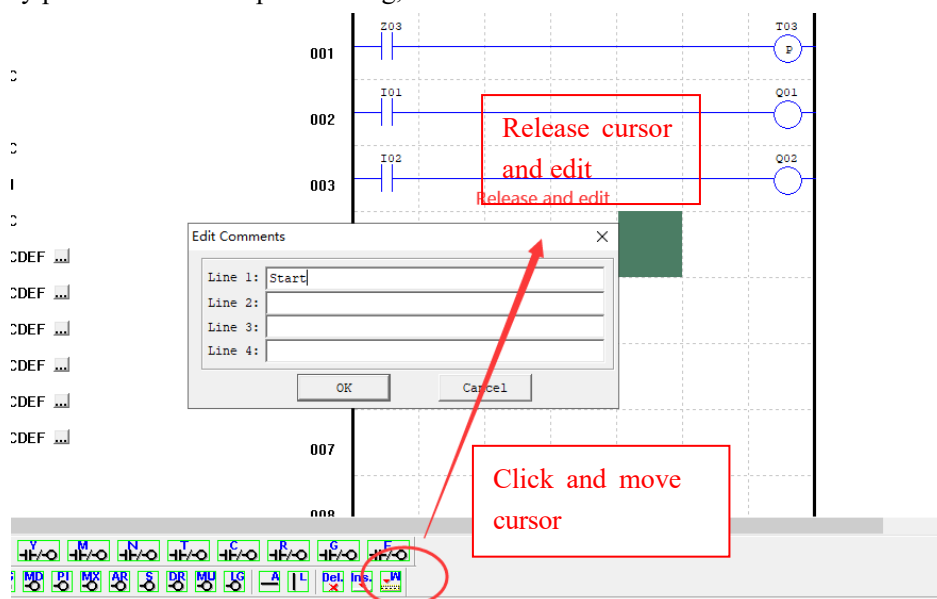 Z03 T03
001 P
C
I01 Q01
002
Release cursor
and edit
C
I02 Q02
003
Release and edit
C
Edit Comments
CDEF ...
Line 1: Start
CDEF ...
Line 2:
CDEF ...
Line 3:
Line 4:
CDEF ...
OK Cancel
CDEF ...
CDEF ...
007
Click and move
cursor
008
Y M N T C R G F
MD PI MX AR S DR MU LG A L Del. Ins. W